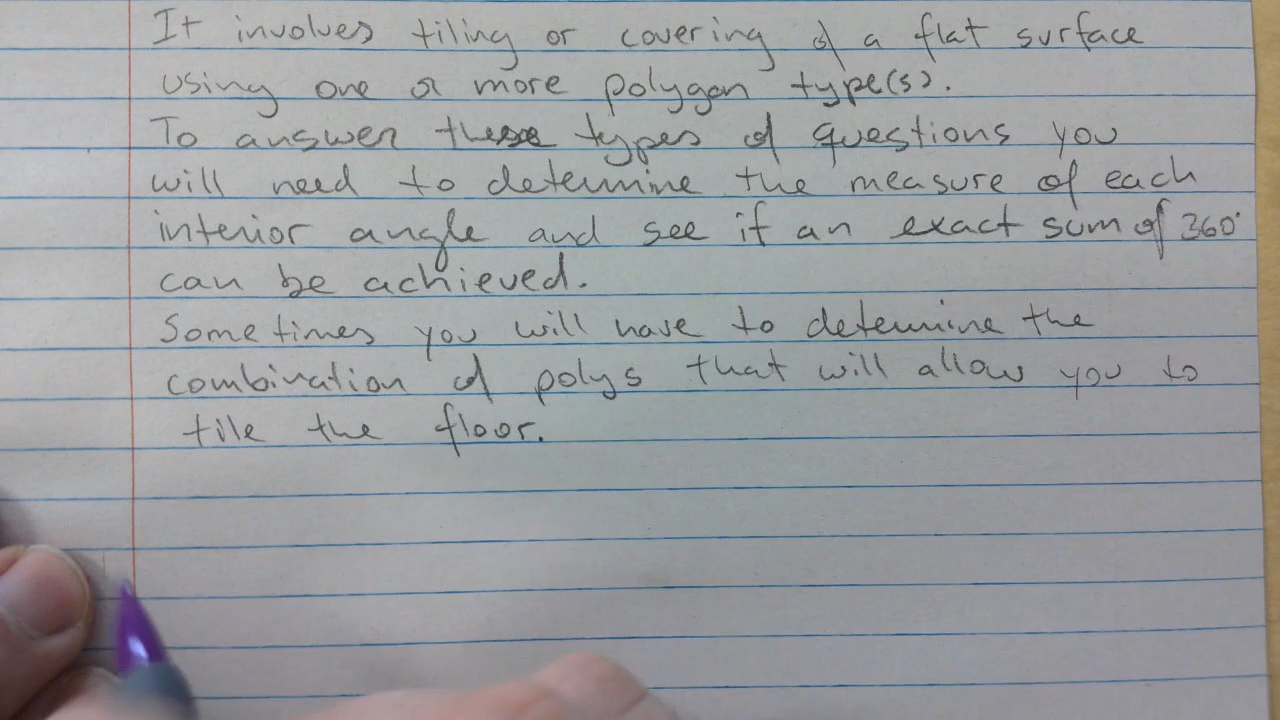 It involves tiling or covering of a flat surface
using one or more polygon type(s).
To answer these types of questions you
will need to determine the measure of each
interior angle and see if an exact sum of 360°
can be achieved.
Sometimes you will have to determine the
combination of polys that will allow you to
tile the floor.